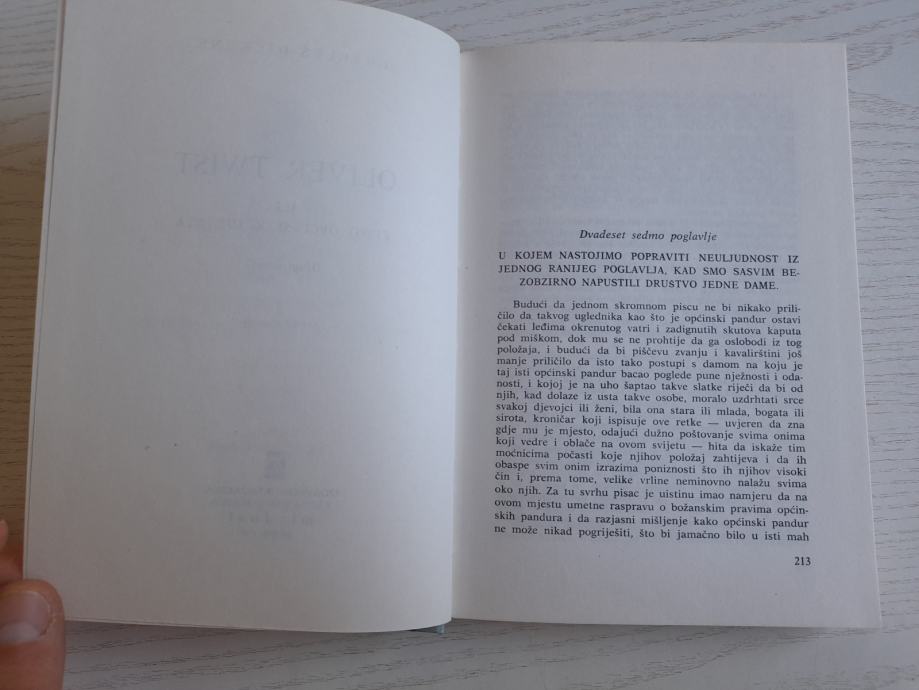 Dvadeset sedmo poglavlje
U KOJEM NASTOJIMO POPRAVITI NEULJUDNOST IZ
JEDNOG RANIJEG POGLAVLJA, KAD SMO SASVIM BE-
ZOBZIRNO NAPUSTILI DRUSTVO JEDNE DAME.
Budući da jednom skromnom piscu ne bi nikako prili-
čilo da takvog uglednika kao što je općinski pandur ostavi
čekati leđima okrenutog vatri i zadignutih skutova kaputa
pod miškom, dok mu se ne prohtije da ga oslobodi iz tog
položaja, i budući da bi piščevu zvanju i kavalirštini još
manje priličilo da isto tako postupi s damom na koju je
taj isti općinski pandur bacao poglede pune nježnosti i oda-
nosti, i kojoj je na uho šaptao takve slatke riječi da bi od
njih, kad dolaze iz usta takve osobe, moralo uzdrhtati srce
svakoj djevojci ili ženi, bila ona stara ili mlada, bogata ili
sirota, kroničar koji ispisuje ove retke — uvjeren da zna
gdje mu je mjesto, odajući dužno poštovanje svima onima
koji vedre i oblače na ovom svijetu — hita da iskaže tim
moćnicima počasti koje njihov položaj zahtijeva i da ih
obaspe svim onim izrazima poniznosti što ih njihov visoki
čin i, prema tome, velike vrline neminovno nalažu svima
oko njih. Za tu svrhu pisac je uistinu imao namjeru da na
ovom mjestu umetne raspravu o božanskim pravima općin-
skih pandura i da razjasni mišljenje kako općinski pandur
ne može nikad pogriješiti, što bi jamačno bilo u isti mah
213
OLIVER TWIST